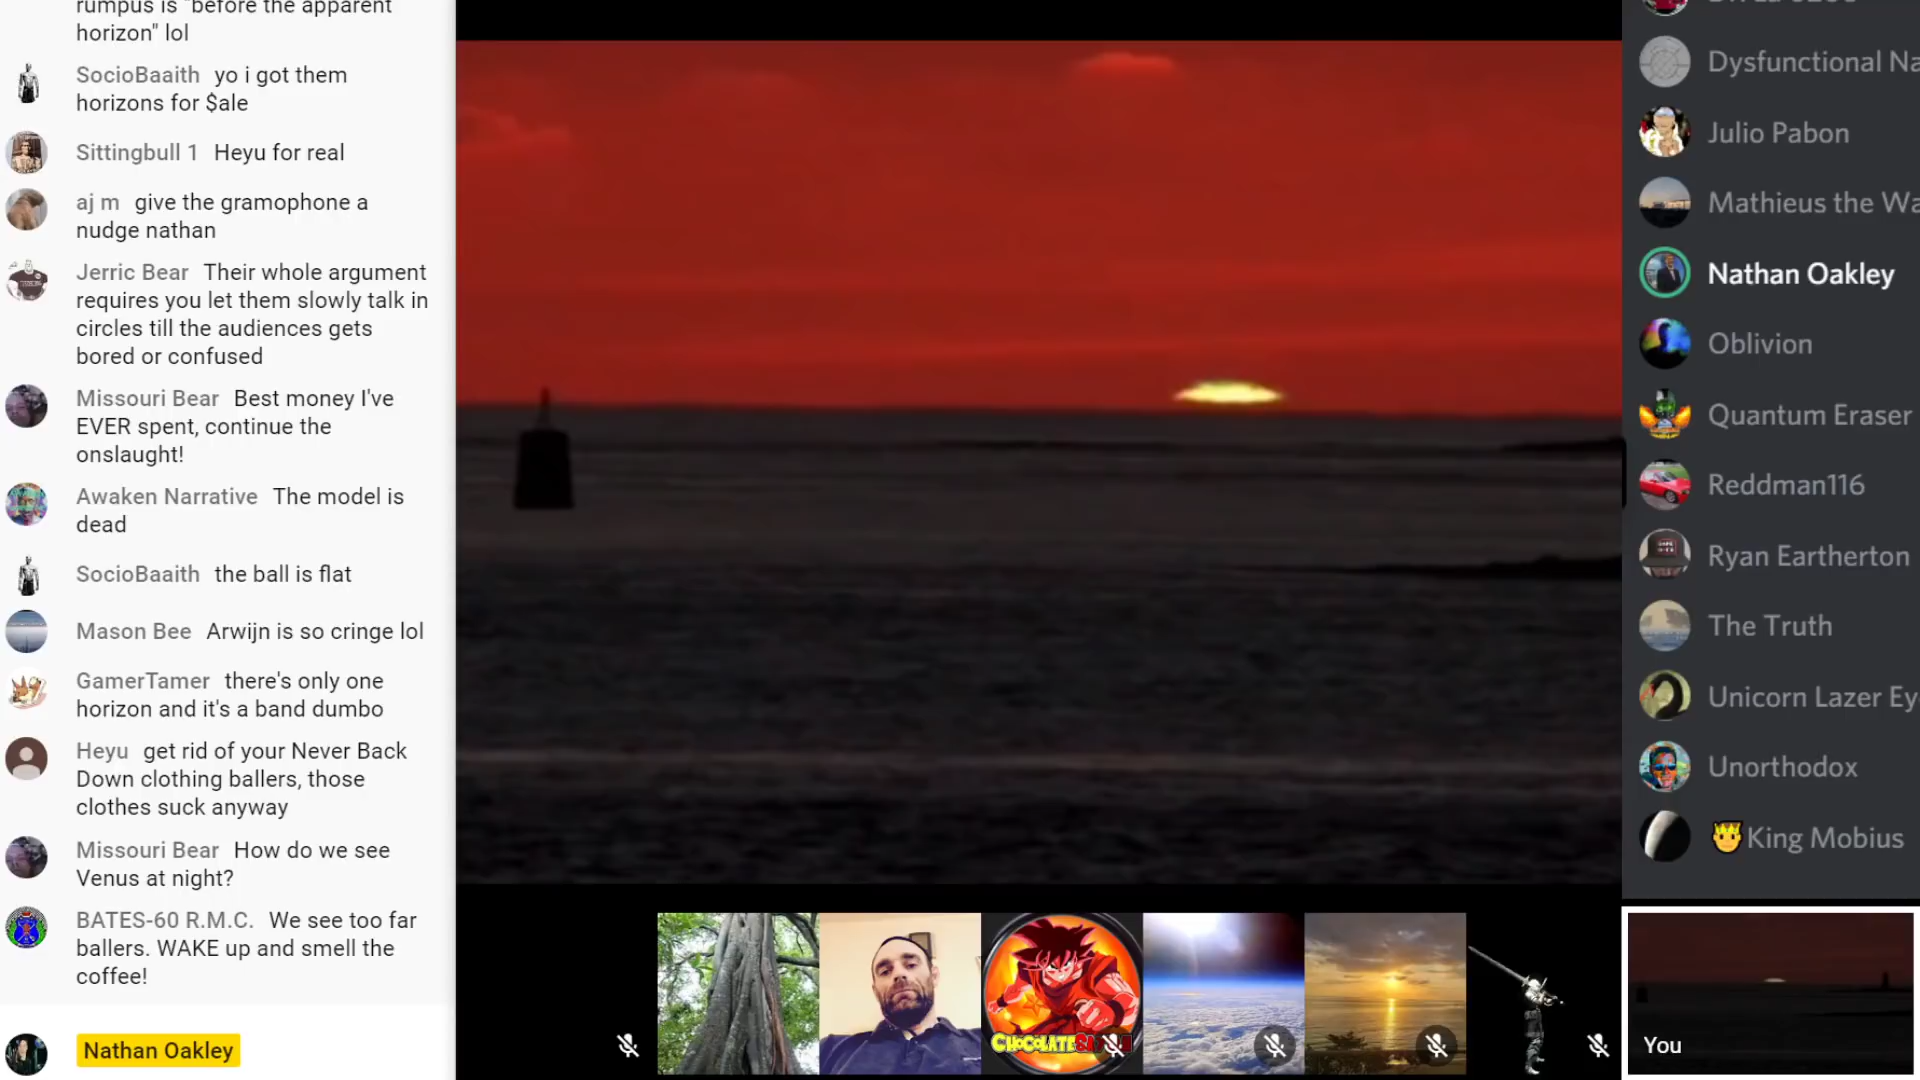 rumpus is "before the apparent
horizon" lol
SocioBaaith yo i got them
horizons for $ale
Sittingbull 1 Heyu for real
aj m give the gramophone a
nudge nathan
Jerric Bear Their whole argument
requires you let them slowly talk in
circles till the audiences gets
bored or confused
Missouri Bear Best money I've
EVER spent, continue the
onslaught!
Awaken Narrative The model is
dead
SocioBaaith the ball is flat
Mason Bee Arwijn is so cringe lol
GamerTamer there's only one
horizon and it's a band dumbo
Heyu get rid of your Never Back
Down clothing ballers, those
clothes suck anyway
Missouri Bear How do we see
Venus at night?
BATES-60 R.M.C. We see too far
ballers. WAKE up and smell the
coffee!
Nathan Oakley
Dysfunctional Na
Julio Pabon
Mathieus the Wa
Nathan Oakley
Oblivion
Quantum Eraser
Reddman116
Ryan Eartherton
The Truth
Unicorn Lazer Ey
Unorthodox
King Mobius
You